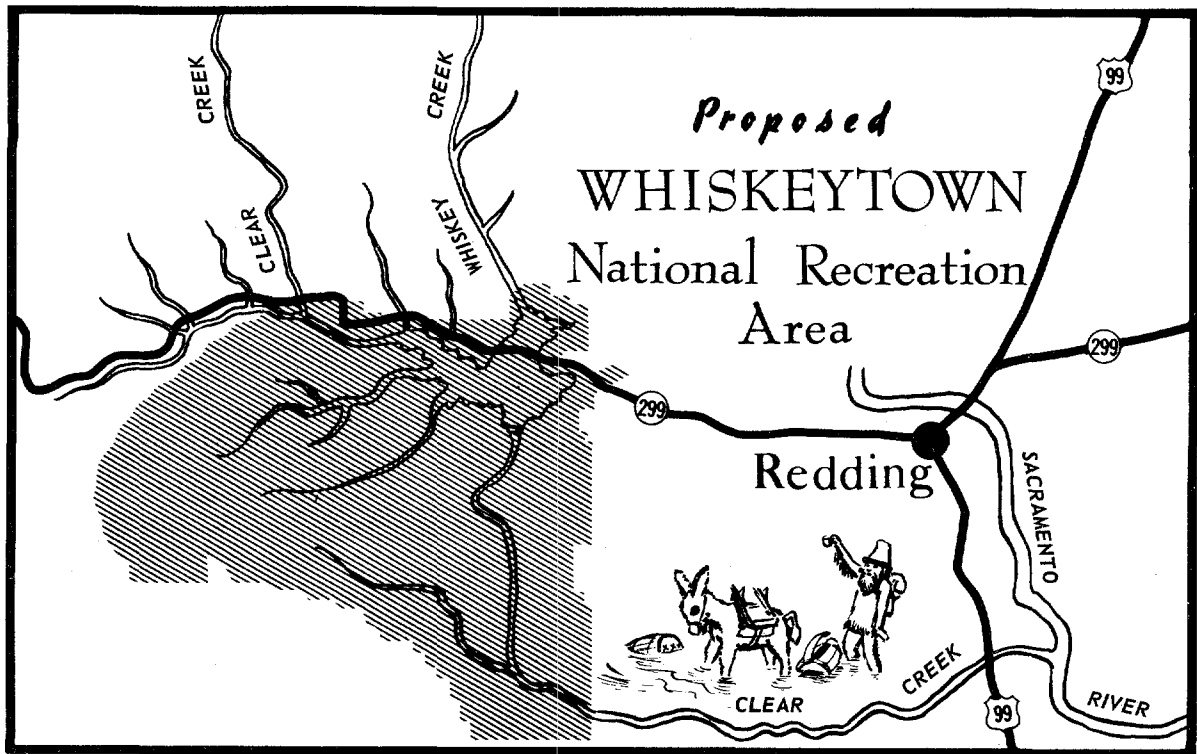 Proposed
WHISKEYTOWN
National Recreation
Area
CREEK
CLEAR
CREEK
WHISKEY
99
299
299
Redding
SACRAMENTO
RIVER
CLEAR
CREEK
99